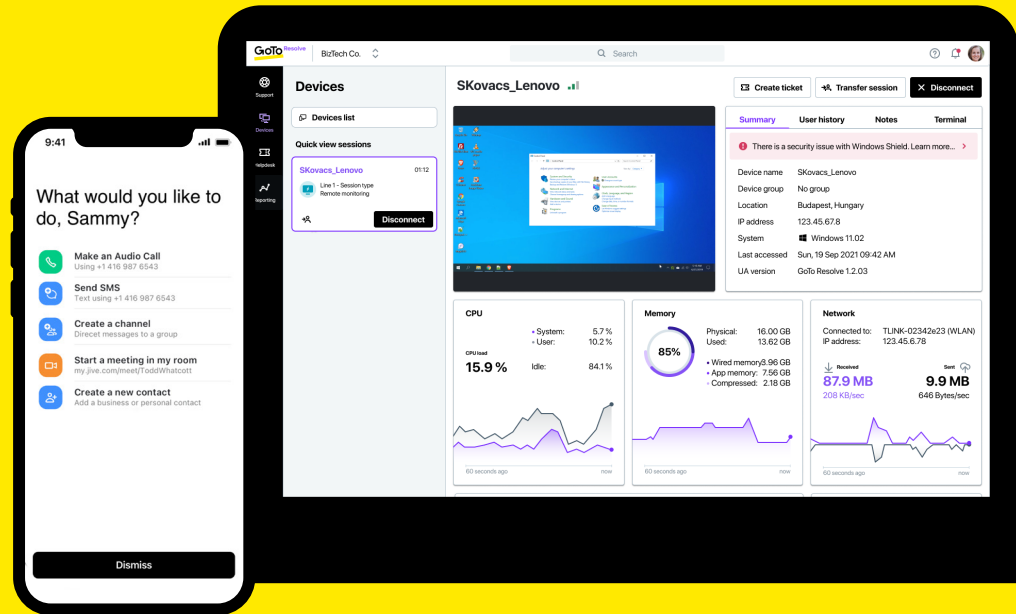 9:41
What would you like to
do, Sammy?
Make an Audio Call
Using +1 416 987 6543
Send SMS
Text using +1 416 987 6543
Create a channel
Direcet messages to a group
Start a meeting in my room
my.jive.com/meet/ToddWhatcott
Create a new contact
Add a business or personal contact
Dismiss
GoTo Resolve
BizTech Co.
Search
Support
Devices
Helpdesk
Reporting
Devices
Devices list
Quick view sessions
SKovacs_Lenovo 01:12
Line 1 - Session type
Remote monitoring
Disconnect
SKovacs_Lenovo
Create ticket
Transfer session
Disconnect
Summary User history Notes Terminal
There is a security issue with Windows Shield. Learn more...
Device name SKovacs_Lenovo
Device group No group
Location Budapest, Hungary
IP address 123.45.67.8
System Windows 11.02
Last accessed Sun, 19 Sep 2021 09:42 AM
UA version GoTo Resolve 1.2.03
CPU
System: 5.7 %
User: 10.2 %
CPU load
15.9 %
Idle: 84.1 %
60 seconds ago now
Memory
85%
Physical: 16.00 GB
Used: 13.62 GB
Wired memory3.96 GB
App memory: 7.56 GB
Compressed: 2.18 GB
60 seconds ago now
Network
Connected to: TLINK-02342e23 (WLAN)
IP address: 123.45.6.78
Received Sent
87.9 MB 9.9 MB
208 KB/sec 646 Bytes/sec
60 seconds ago now